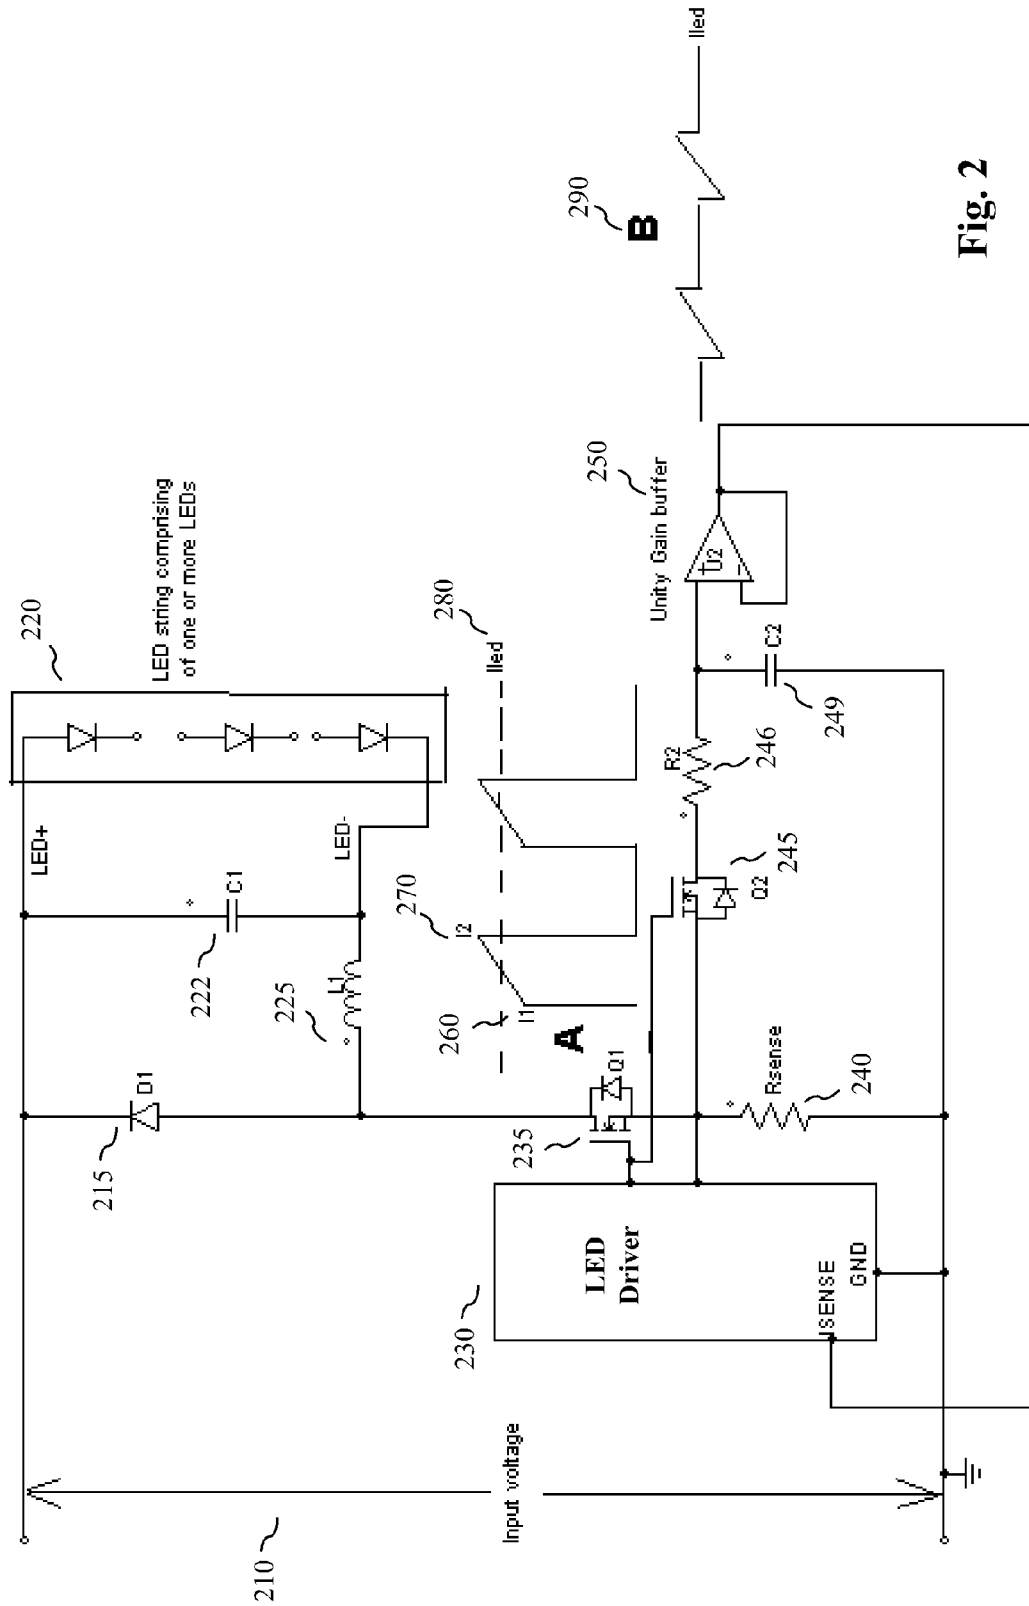 220
LED string comprising
of one or more LEDs
LED+
LED-
C1
222
L1
225
D1
215
210
Input voltage
280
Iled
270
I2
260
I1
A
Q1
235
LED
Driver
230
ISENSE
GND
Rsense
240
Q2
245
R2
246
C2
249
U2
+
-
Unity Gain buffer
250
290
B
Iled
Fig. 2